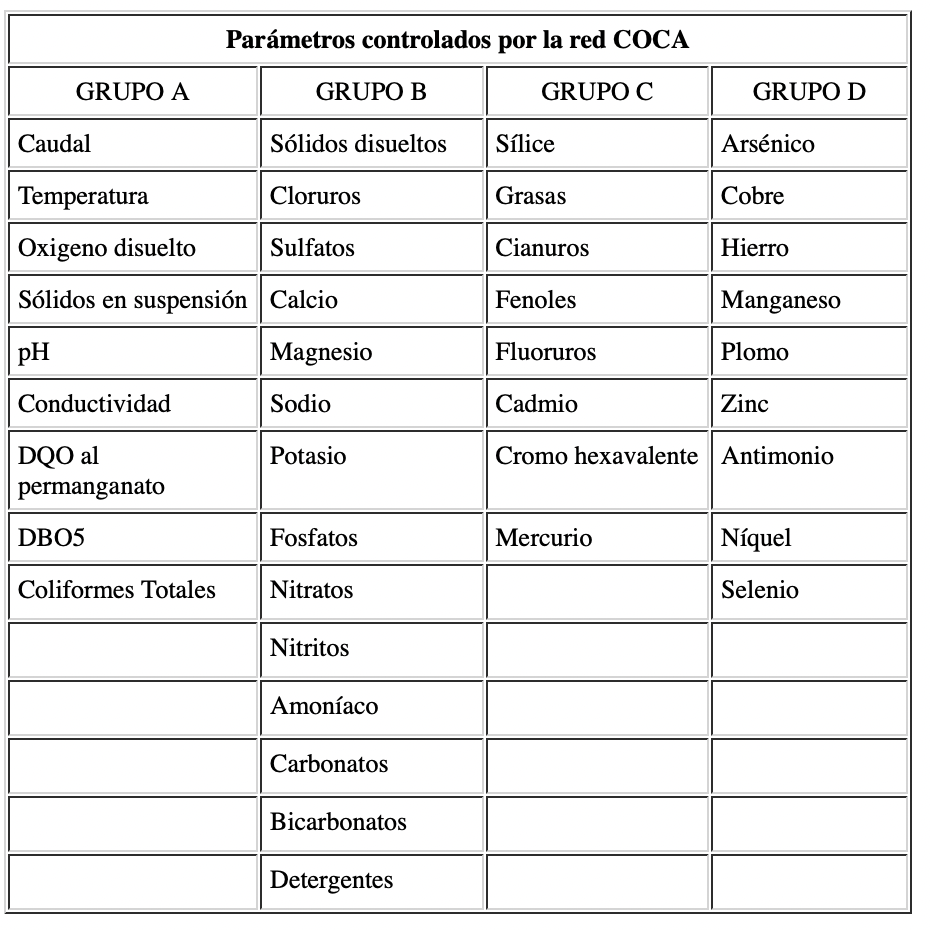 Parámetros controlados por la red COCA
GRUPO A GRUPO B GRUPO C GRUPO D
Caudal Sólidos disueltos Sílice Arsénico
Temperatura Cloruros Grasas Cobre
Oxigeno disuelto Sulfatos Cianuros Hierro
Sólidos en suspensión Calcio Fenoles Manganeso
pH Magnesio Fluoruros Plomo
Conductividad Sodio Cadmio Zinc
DQO al Potasio Cromo hexavalente Antimonio
permanganato
DBO5 Fosfatos Mercurio Níquel
Coliformes Totales Nitratos Selenio
Nitritos
Amoníaco
Carbonatos
Bicarbonatos
Detergentes